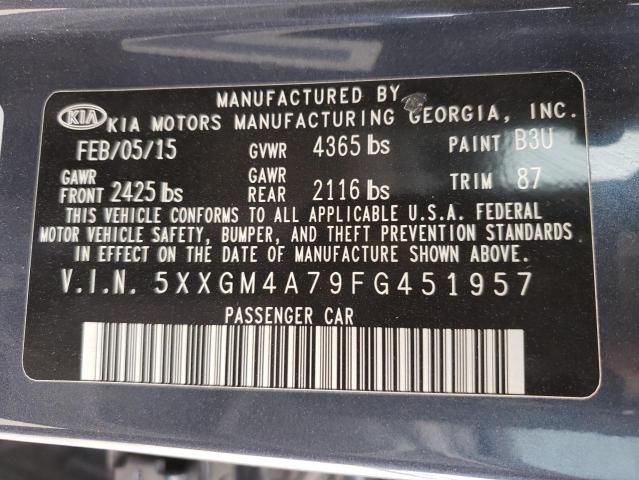 MANUFACTURED BY
KIA KIA MOTORS MANUFACTURING GEORGIA, INC.
FEB/05/15 GVWR 4365 lbs PAINT B3U
GAWR FRONT 2425 lbs GAWR REAR 2116 lbs TRIM 87
THIS VEHICLE CONFORMS TO ALL APPLICABLE U.S.A. FEDERAL
MOTOR VEHICLE SAFETY, BUMPER, AND THEFT PREVENTION STANDARDS
IN EFFECT ON THE DATE OF MANUFACTURE SHOWN ABOVE.
V.I.N. 5XXGM4A79FG451957
PASSENGER CAR